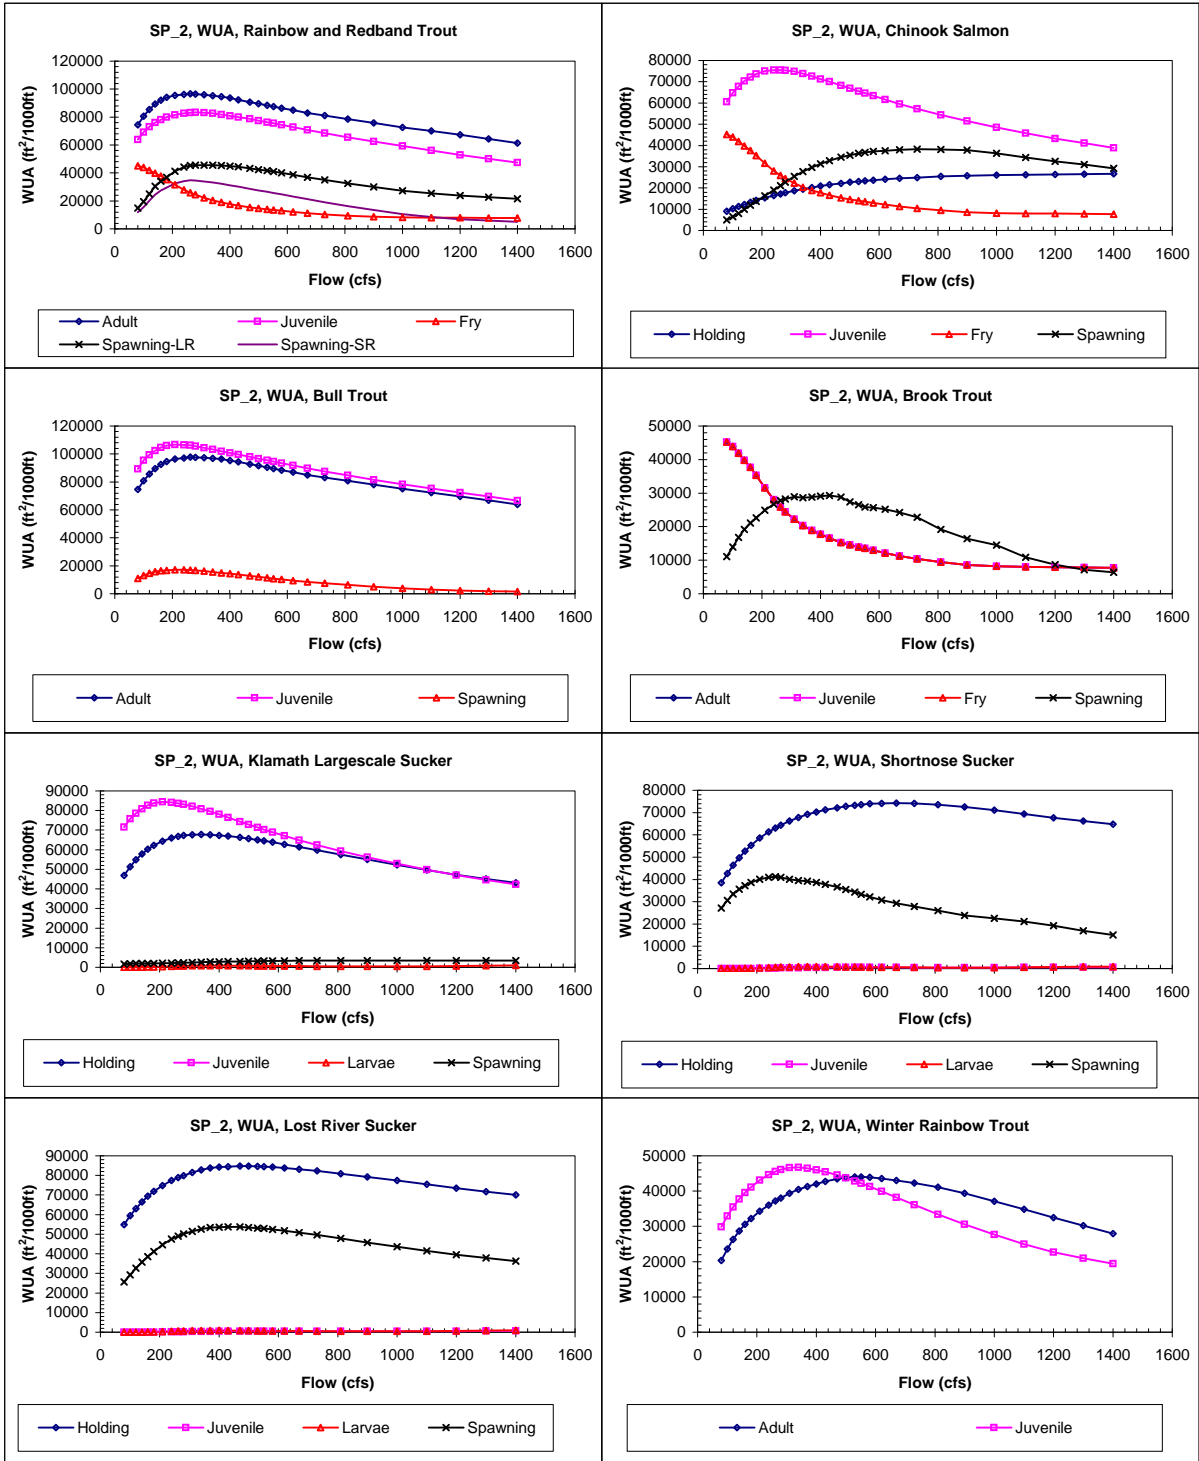 SP_2, WUA, Rainbow and Redband Trout
WUA (ft²/1000ft)
120000
100000
80000
60000
40000
20000
0
0 200 400 600 800 1000 1200 1400 1600
Flow (cfs)
Adult Juvenile Fry
Spawning-LR Spawning-SR
SP_2, WUA, Chinook Salmon
WUA (ft²/1000ft)
80000
70000
60000
50000
40000
30000
20000
10000
0
0 200 400 600 800 1000 1200 1400 1600
Flow (cfs)
Holding Juvenile Fry Spawning
SP_2, WUA, Bull Trout
WUA (ft²/1000ft)
120000
100000
80000
60000
40000
20000
0
0 200 400 600 800 1000 1200 1400 1600
Flow (cfs)
Adult Juvenile Spawning
SP_2, WUA, Brook Trout
WUA (ft²/1000ft)
50000
40000
30000
20000
10000
0
0 200 400 600 800 1000 1200 1400 1600
Flow (cfs)
Adult Juvenile Fry Spawning
SP_2, WUA, Klamath Largescale Sucker
WUA (ft²/1000ft)
90000
80000
70000
60000
50000
40000
30000
20000
10000
0
0 200 400 600 800 1000 1200 1400 1600
Flow (cfs)
Holding Juvenile Larvae Spawning
SP_2, WUA, Shortnose Sucker
WUA (ft²/1000ft)
80000
70000
60000
50000
40000
30000
20000
10000
0
0 200 400 600 800 1000 1200 1400 1600
Flow (cfs)
Holding Juvenile Larvae Spawning
SP_2, WUA, Lost River Sucker
WUA (ft²/1000ft)
90000
80000
70000
60000
50000
40000
30000
20000
10000
0
0 200 400 600 800 1000 1200 1400 1600
Flow (cfs)
Holding Juvenile Larvae Spawning
SP_2, WUA, Winter Rainbow Trout
WUA (ft²/1000ft)
50000
40000
30000
20000
10000
0
0 200 400 600 800 1000 1200 1400 1600
Flow (cfs)
Adult Juvenile